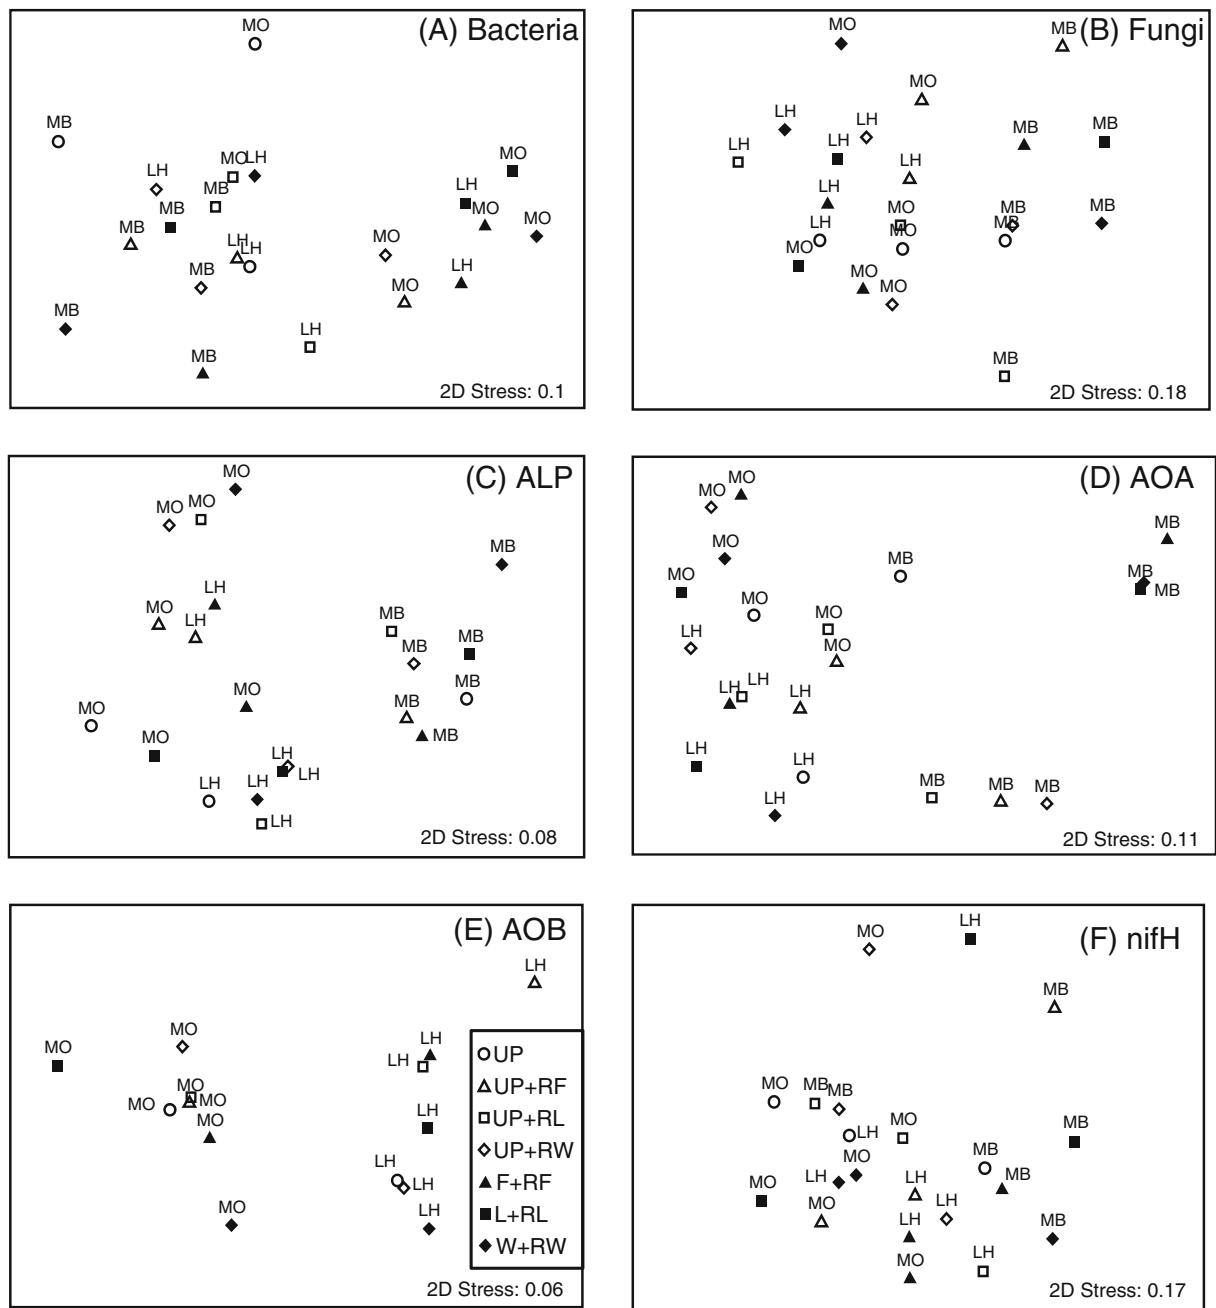 (A) Bacteria
MO
MB
MO LH
LH
MB
MB
MO
LH
MO
MO
MB
LH
LH
MO
MB
MO
LH
MB
LH
MB
2D Stress: 0.1
(B) Fungi
MO
MB
MO
LH
LH
MB
MB
LH
LH
LH
LH
MO
MB
MB
LH
MO
MB
MO
MO
MO
MB
2D Stress: 0.18
(C) ALP
MO
MO
MO
MB
LH
MO
LH
MB
MB
MB
MO
MB
MO
MB
MB
MO
LH
LH
LH
LH
LH
2D Stress: 0.08
(D) AOA
MO
MO
MB
MO
MB
MO
MB
MB
MO
MO
LH
MO
LH
LH
LH
LH
LH
LH
MB
MB
MB
2D Stress: 0.11
(E) AOB
LH
MO
MO
LH
LH
MO
MO
MO
MO
LH
LH
LH
LH
MO
UP
UP+RF
UP+RL
UP+RW
F+RF
L+RL
W+RW
2D Stress: 0.06
(F) nifH
MO
LH
MB
MO
MB
MB
LH
MO
MB
MO
MB
LH
MB
MO
LH
MO
LH
LH
MB
MO
LH
2D Stress: 0.17